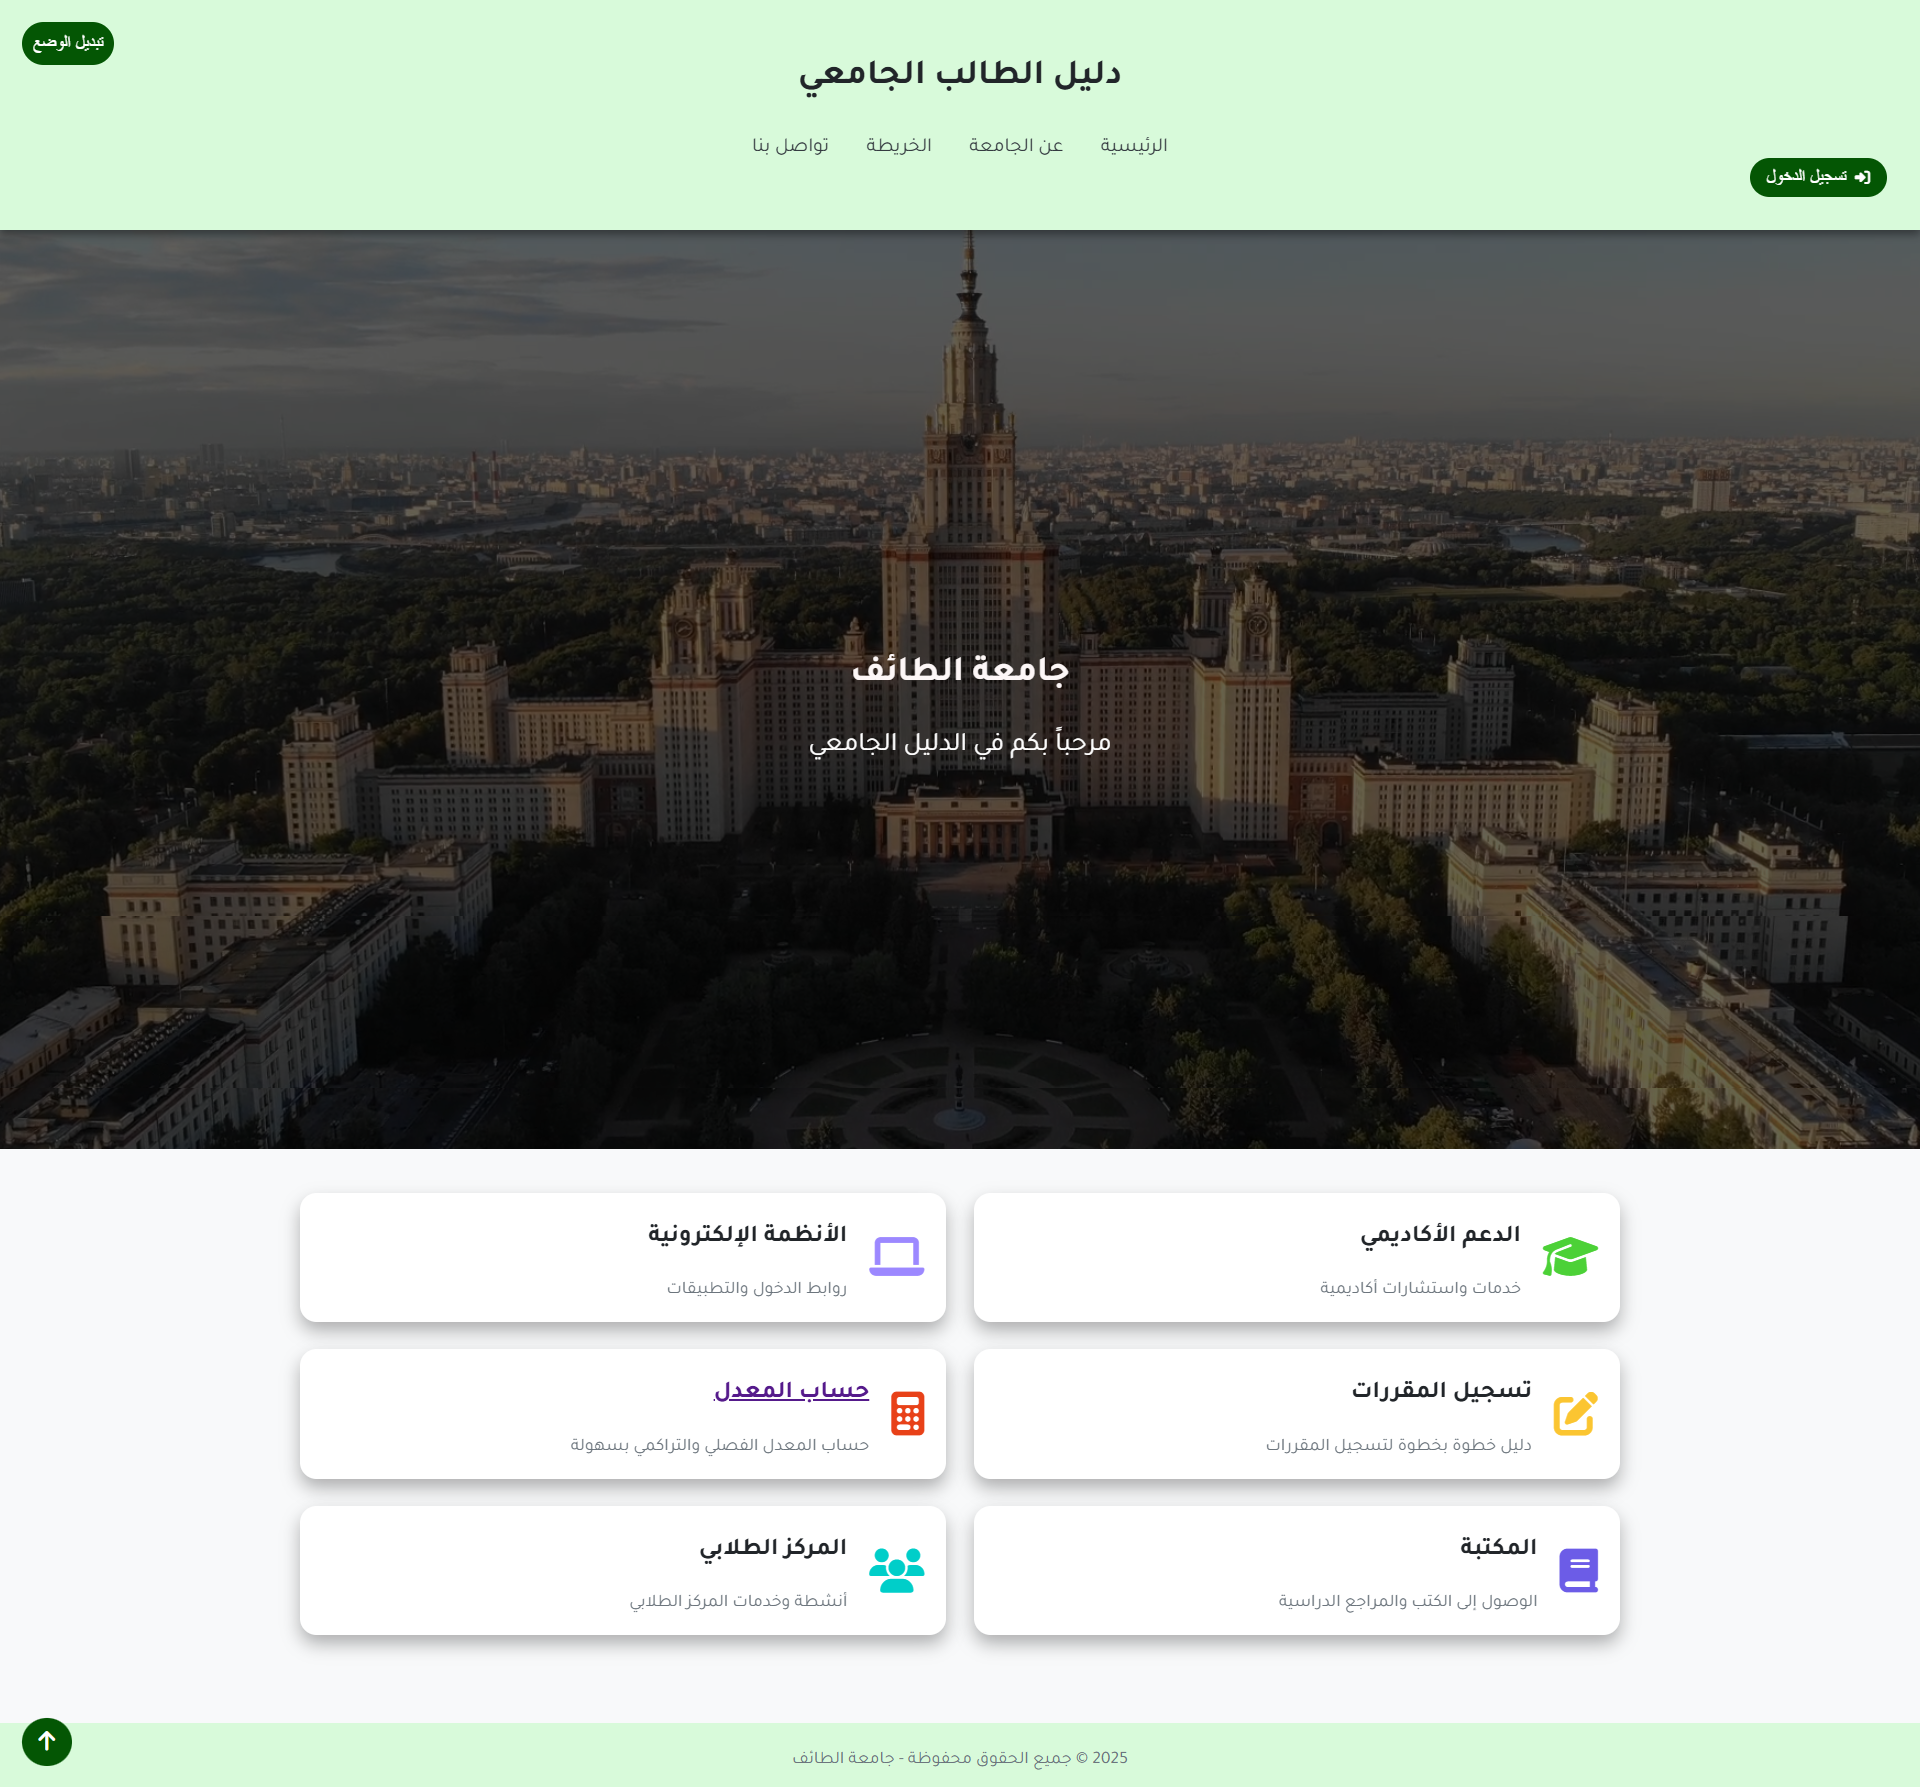 تبديل الوضع
دليل الطالب الجامعي
الرئيسية
عن الجامعة
الخريطة
تواصل بنا
تسجيل الدخول
جامعة الطائف
مرحباً بكم في الدليل الجامعي
الدعم الأكاديمي
خدمات واستشارات أكاديمية
الأنظمة الإلكترونية
روابط الدخول والتطبيقات
تسجيل المقررات
دليل خطوة بخطوة لتسجيل المقررات
حساب المعدل
حساب المعدل الفصلي والتراكمي بسهولة
المكتبة
الوصول إلى الكتب والمراجع الدراسية
المركز الطلابي
أنشطة وخدمات المركز الطلابي
2025 © جميع الحقوق محفوظة - جامعة الطائف